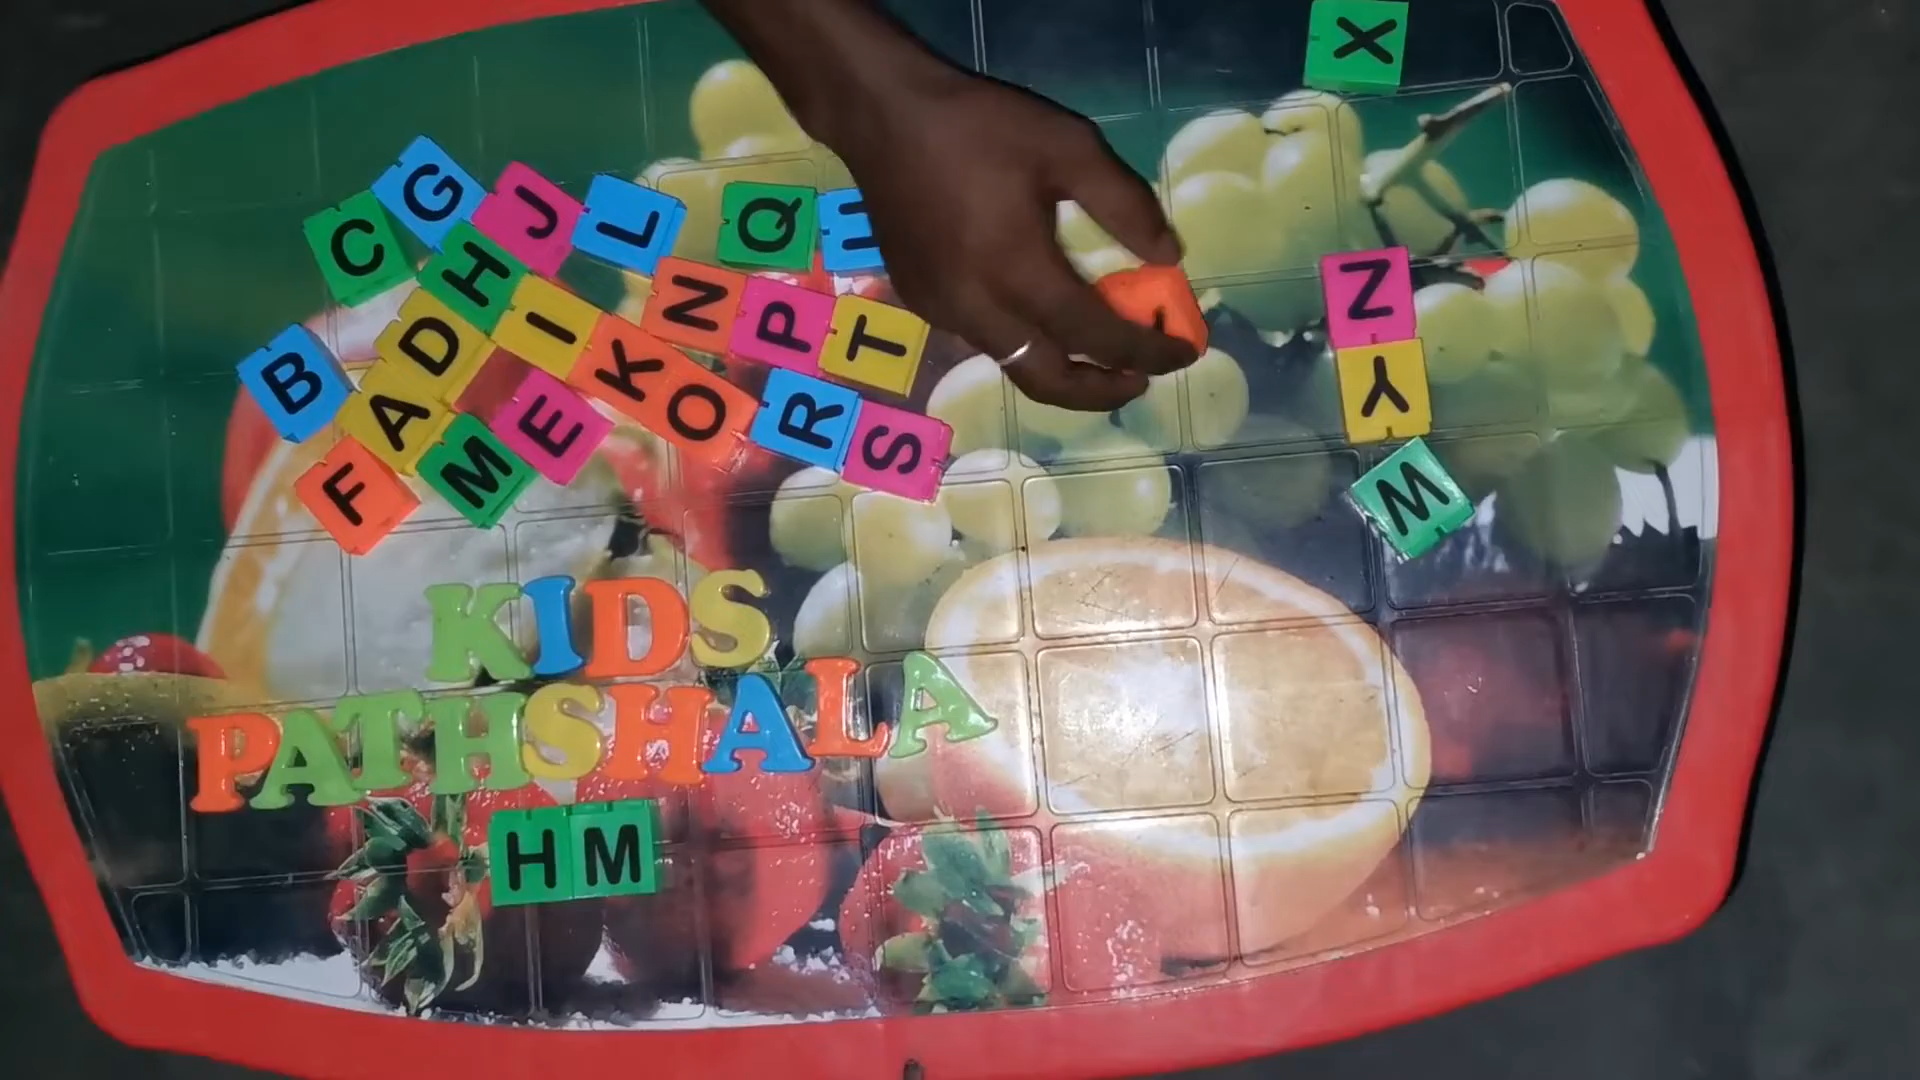 X
C G J L Q U
B D H I N P T Z
A K O Y
F M E R S W
KIDS
PATHSHALA
HM